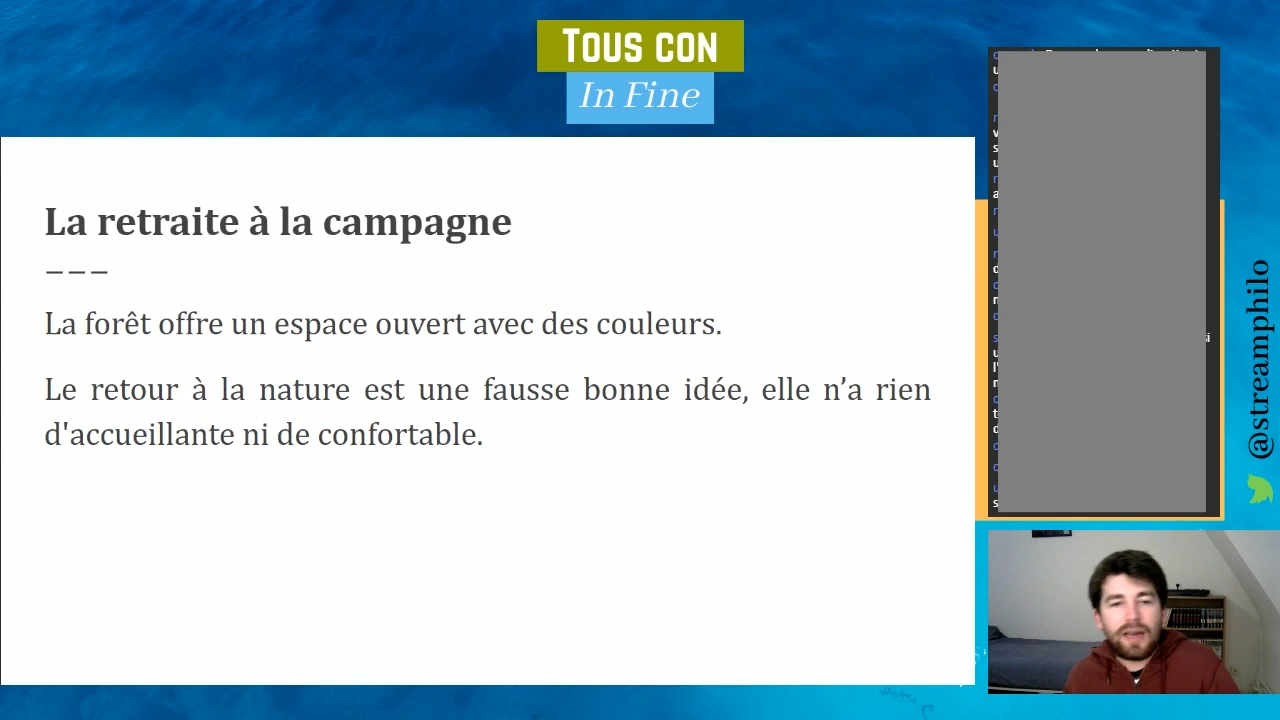 TOUS CON
In Fine
La retraite à la campagne
– – –
La forêt offre un espace ouvert avec des couleurs.
Le retour à la nature est une fausse bonne idée, elle n’a rien
d'accueillante ni de confortable.
@streamphilo